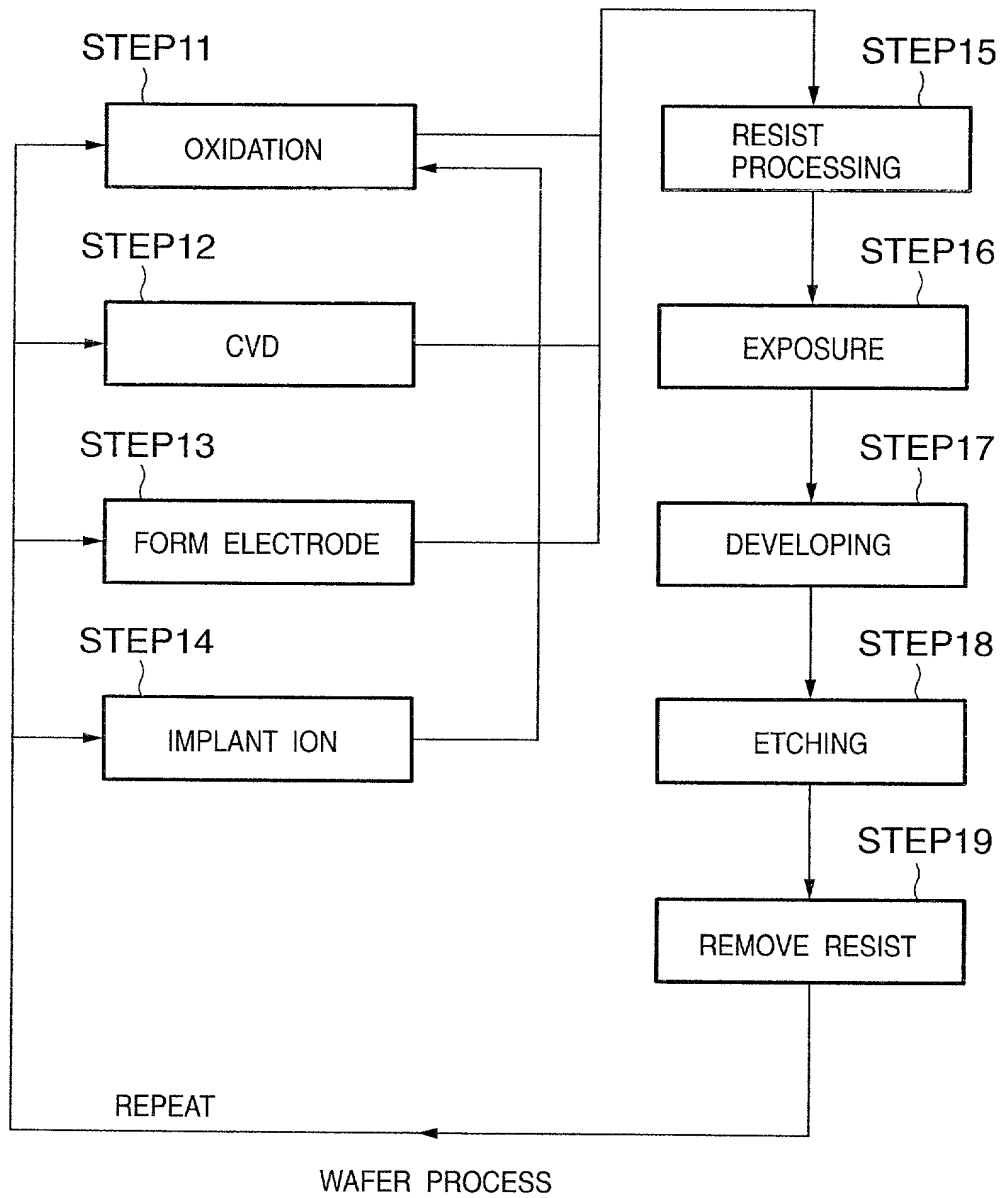 STEP11
OXIDATION
STEP12
CVD
STEP13
FORM ELECTRODE
STEP14
IMPLANT ION
STEP15
RESIST
PROCESSING
STEP16
EXPOSURE
STEP17
DEVELOPING
STEP18
ETCHING
STEP19
REMOVE RESIST
REPEAT
WAFER PROCESS